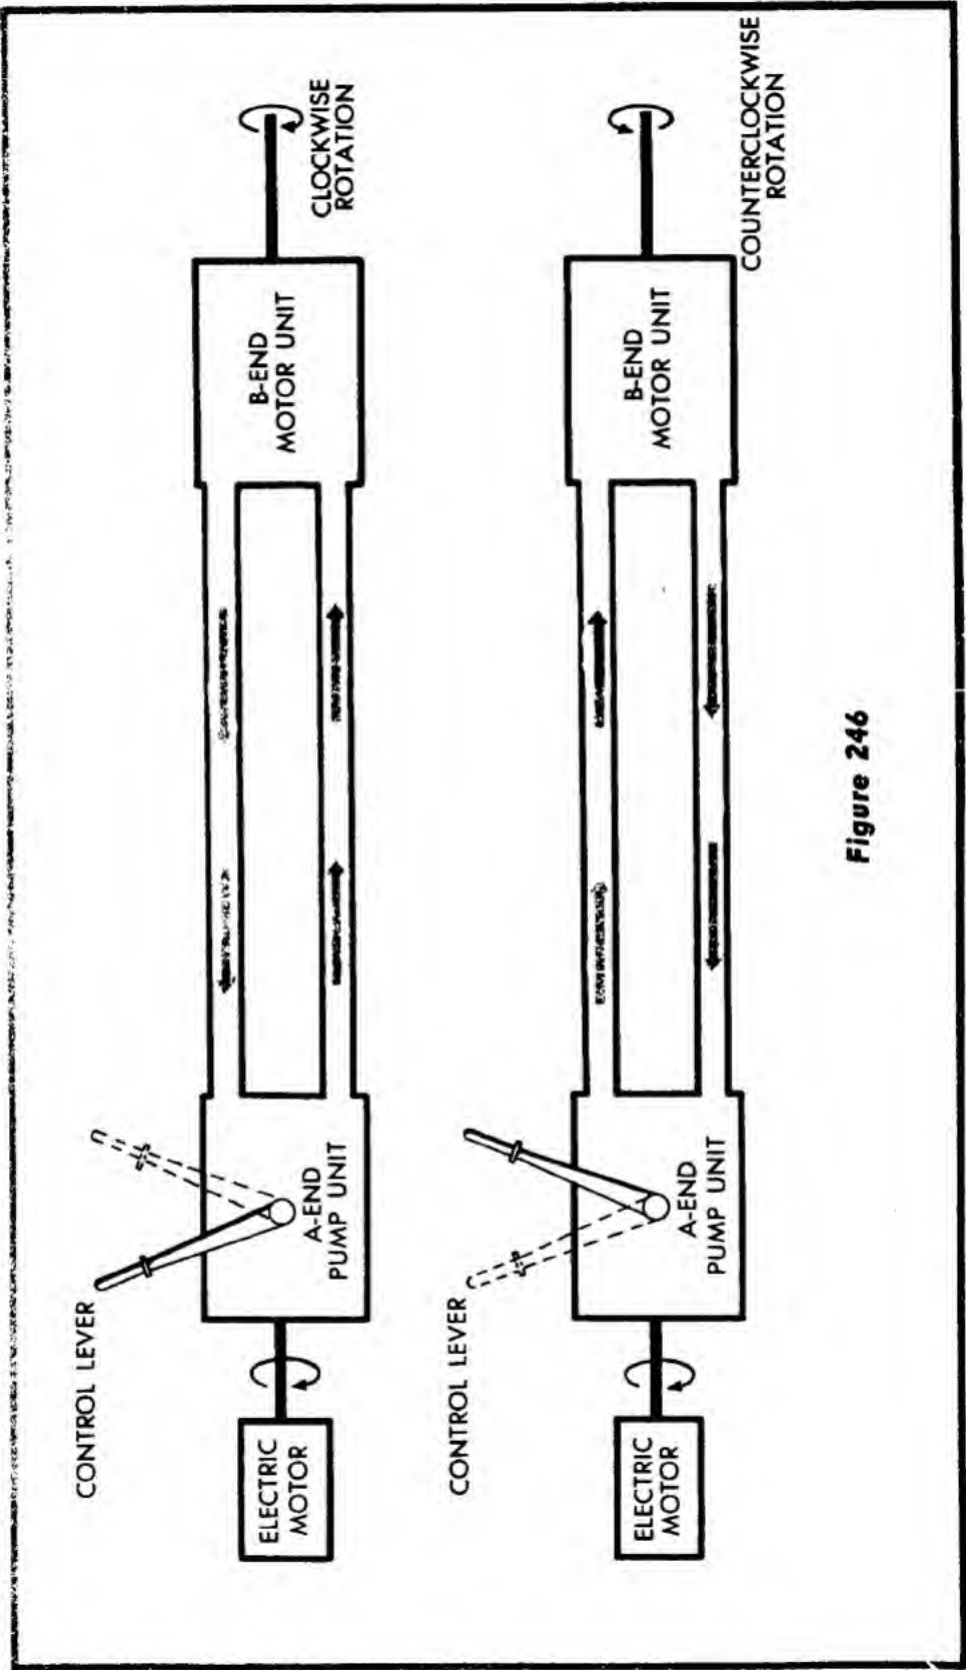 CONTROL LEVER
ELECTRIC
MOTOR
A-END
PUMP UNIT
B-END
MOTOR UNIT
CLOCKWISE
ROTATION
CONTROL LEVER
ELECTRIC
MOTOR
A-END
PUMP UNIT
B-END
MOTOR UNIT
COUNTERCLOCKWISE
ROTATION
Figure 246